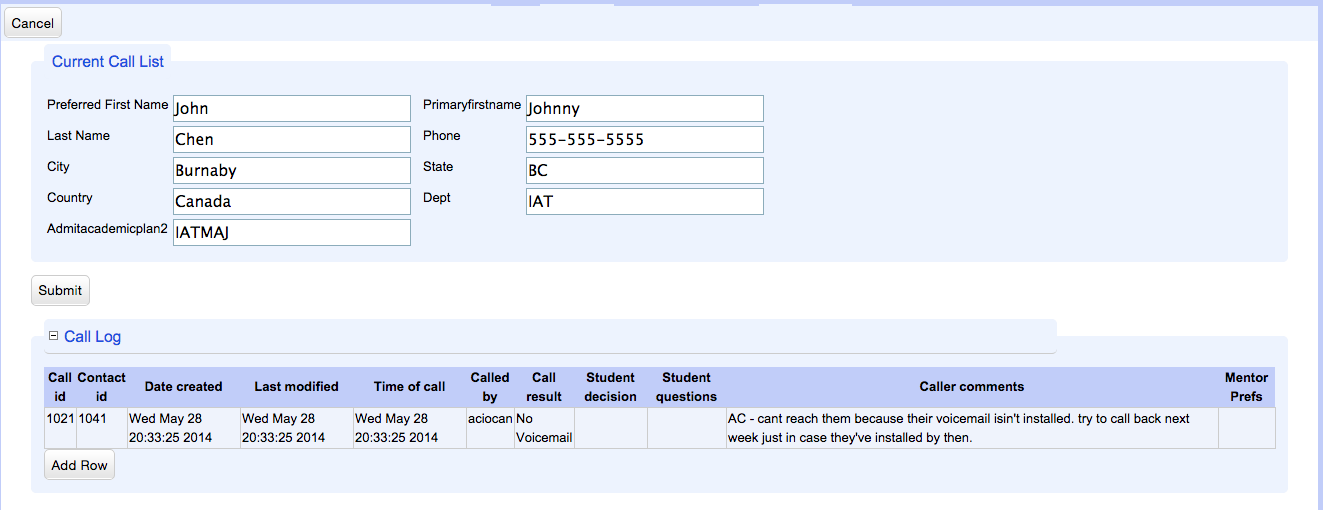 Cancel
Current Call List
Preferred First Name John Primaryfirstname Johnny
Last Name Chen Phone 555-555-5555
City Burnaby State BC
Country Canada Dept IAT
Admitacademicplan2 IATMAJ
Submit
Call Log
Call Contact Date created Last modified Time of call Called Call Student Student Caller comments Mentor
id id by result decision questions Prefs
1021 1041 Wed May 28 Wed May 28 Wed May 28 aciocan No AC - cant reach them because their voicemail isin't installed. try to call back next
20:33:25 2014 20:33:25 2014 20:33:25 2014 Voicemail week just in case they've installed by then.
Add Row